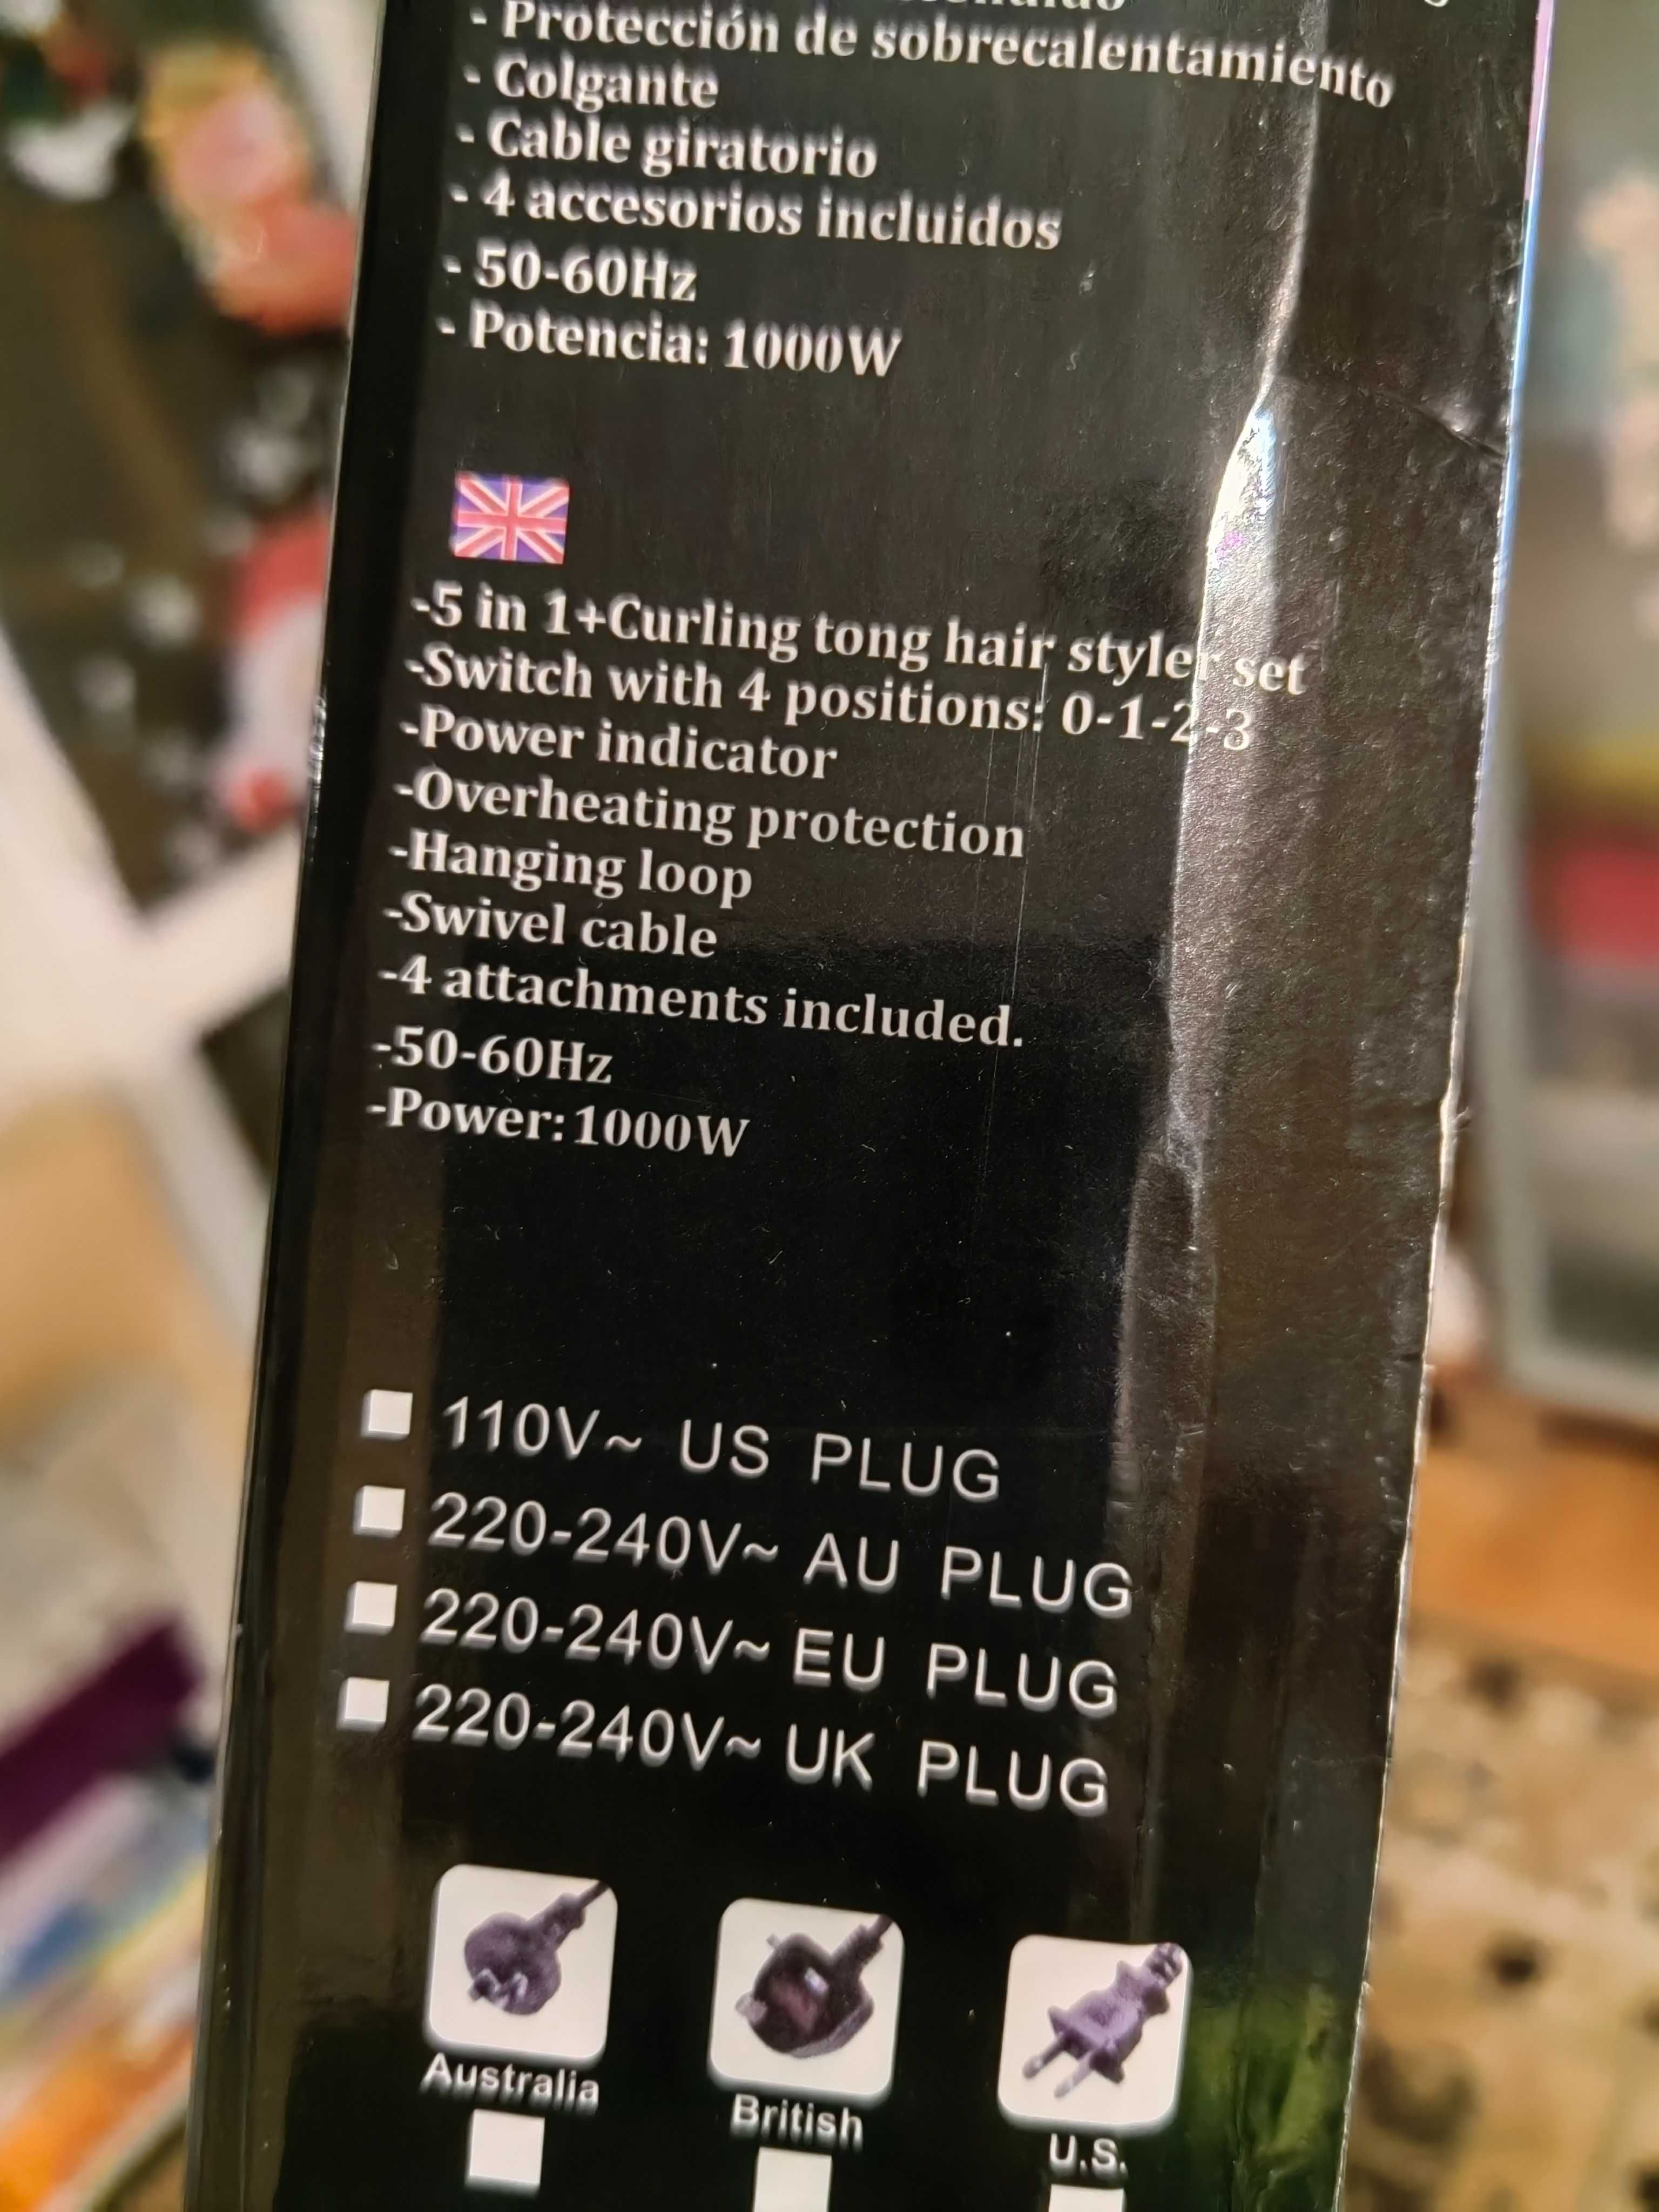 - Protección de sobrecalentamiento
- Colgante
- Cable giratorio
- 4 accesorios incluidos
- 50-60Hz
- Potencia: 1000W
-5 in 1+Curling tong hair styler set
-Switch with 4 positions: 0-1-2-3
-Power indicator
-Overheating protection
-Hanging loop
-Swivel cable
-4 attachments included.
-50-60Hz
-Power:1000W
110V~ US PLUG
220-240V~ AU PLUG
220-240V~ EU PLUG
220-240V~ UK PLUG
Australia
British
U.S.